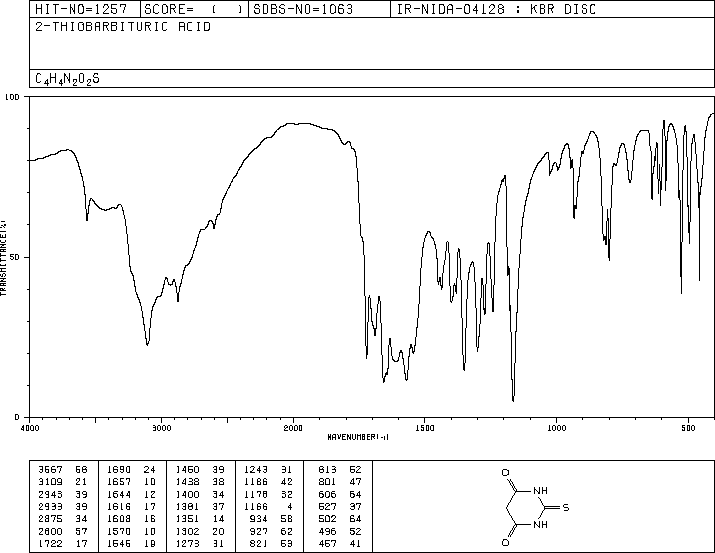 HIT-NO=1257 SCORE= ( ) SDBS-NO=1063 IR-NIDA-04128 : KBR DISC
2-THIOBARBITURIC ACID
C4H4N2O2S
100
50
0
TRANSMITTANCE(%)
4000 3000 2000 1500 1000 500
WAVENUMBER(-1)
3567 58 1690 24 1450 39 1243 31 813 52
3109 21 1657 10 1438 38 1186 42 801 47
2943 39 1644 12 1400 34 1178 32 606 64
2933 39 1616 17 1381 37 1166 4 527 37
2875 34 1608 16 1351 14 934 58 502 64
2600 57 1570 10 1302 20 927 62 496 52
1722 17 1545 19 1273 31 821 53 457 41
O
NH
S
NH
O